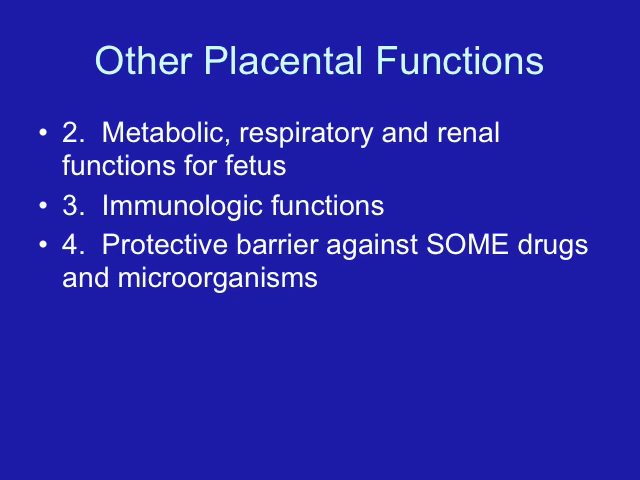 Other Placental Functions
• 2.  Metabolic, respiratory and renal
functions for fetus
• 3.  Immunologic functions
• 4.  Protective barrier against SOME drugs
and microorganisms